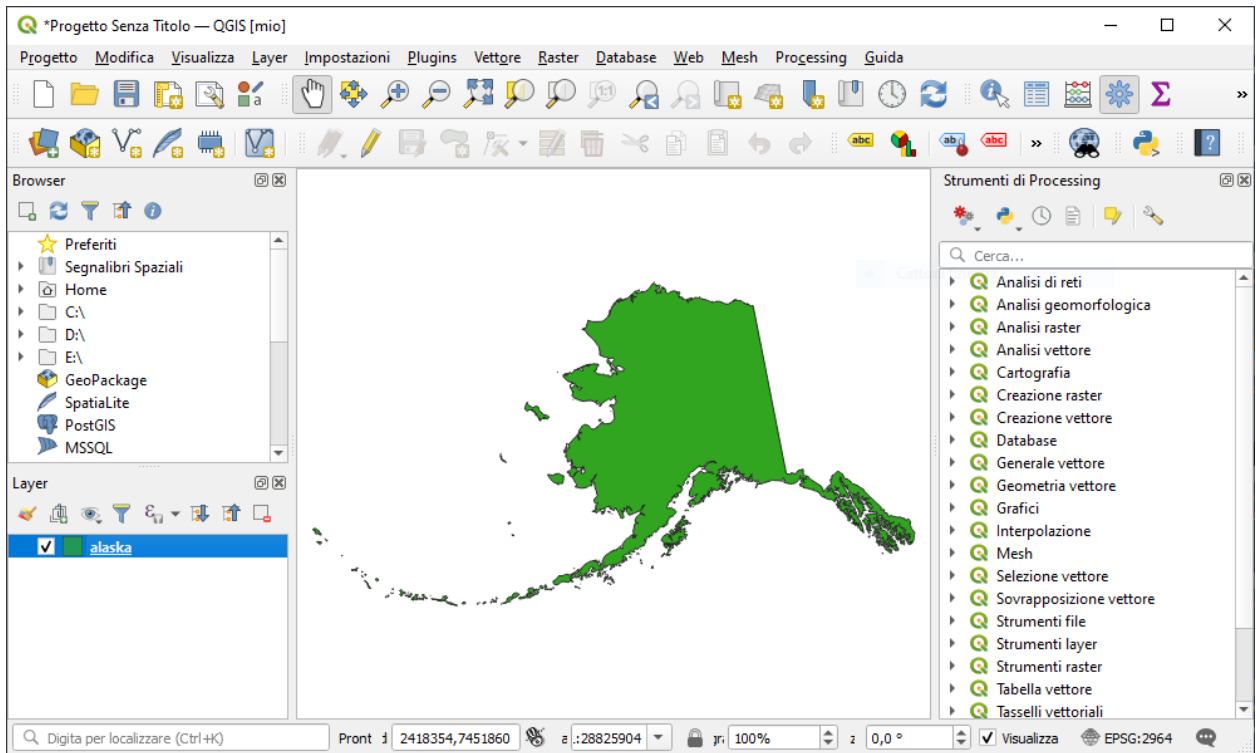 *Progetto Senza Titolo — QGIS [mio]
Progetto Modifica Visualizza Layer Impostazioni Plugins Vettore Raster Database Web Mesh Processing Guida
Browser
Preferiti
Segnalibri Spaziali
Home
C:\
D:\
E:\
GeoPackage
SpatiaLite
PostGIS
MSSQL
Layer
alaska
Strumenti di Processing
Cerca...
Analisi di reti
Analisi geomorfologica
Analisi raster
Analisi vettore
Cartografia
Creazione raster
Creazione vettore
Database
Generale vettore
Geometria vettore
Grafici
Interpolazione
Mesh
Selezione vettore
Sovrapposizione vettore
Strumenti file
Strumenti layer
Strumenti raster
Tabella vettore
Tasselli vettoriali
Digita per localizzare (Ctrl+K) Pront 2418354,7451860 :28825904 100% 0,0 ° Visualizza EPSG:2964